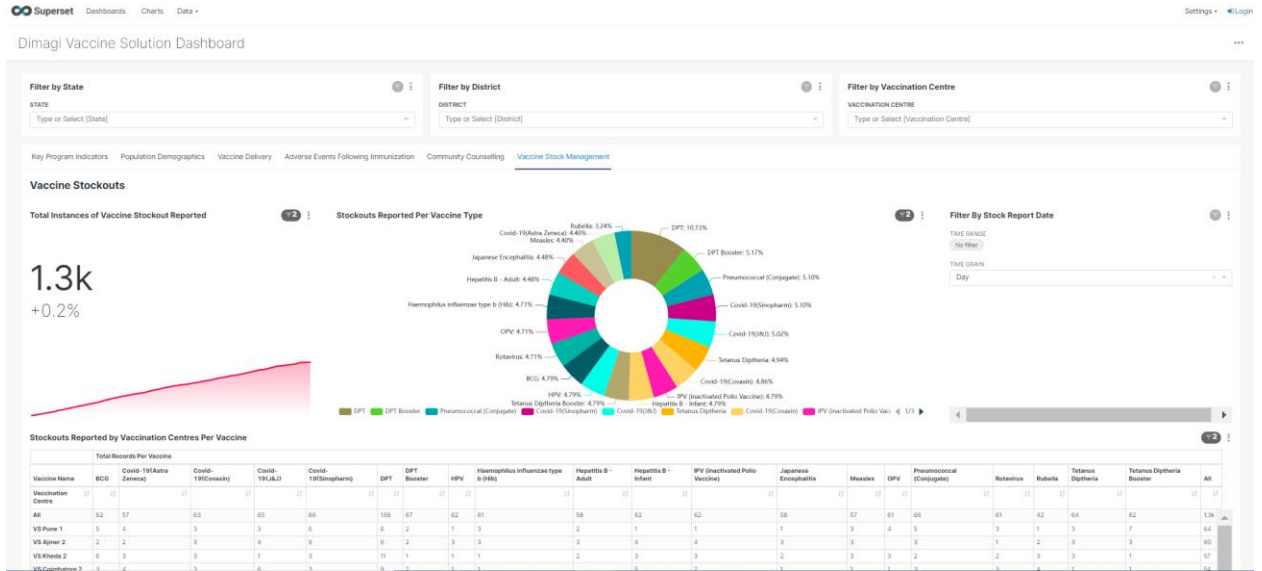 Superset Dashboards Charts Data Settings Login
Dimagi Vaccine Solution Dashboard
Filter by State
STATE
Type or Select [State]
Filter by District
DISTRICT
Type or Select [District]
Filter by Vaccination Centre
VACCINATION CENTRE
Type or Select [Vaccination Centre]
Key Program Indicators Population Demographics Vaccine Delivery Adverse Events Following Immunization Community Counselling Vaccine Stock Management
Vaccine Stockouts
Total Instances of Vaccine Stockout Reported
2
1.3k
+0.2%
Stockouts Reported Per Vaccine Type
2
Rubella: 3.24%
Covid-19(Astra Zeneca): 4.40%
Measles: 4.40%
Japanese Encephalitis: 4.48%
Hepatitis B - Adult: 4.48%
Haemophilus influenzae type b (Hib): 4.71%
OPV: 4.71%
Rotavirus: 4.71%
BCG: 4.79%
HPV: 4.79%
Tetanus Diptheria Booster: 4.79%
DPT: 10.73%
DPT Booster: 5.17%
Pneumococcal (Conjugate): 5.10%
Covid-19(Sinopharm): 5.10%
Covid-19(J&J): 5.02%
Tetanus Diptheria: 4.94%
Covid-19(Covaxin): 4.86%
IPV (Inactivated Polio Vaccine): 4.79%
Hepatitis B - Infant: 4.79%
DPT DPT Booster Pneumococcal (Conjugate) Covid-19(Sinopharm) Covid-19(J&J) Tetanus Diptheria Covid-19(Covaxin) IPV (Inactivated Polio Vacc 1/3
Filter By Stock Report Date
TIME RANGE
No filter
TIME GRAIN
Day
Stockouts Reported by Vaccination Centres Per Vaccine
2
Total Records Per Vaccine
Vaccine Name BCG Covid-19(Astra Zeneca) Covid-19(Covaxin) Covid-19(J&J) Covid-19(Sinopharm) DPT DPT Booster HPV Haemophilus influenzae type b (Hib) Hepatitis B - Adult Hepatitis B - Infant IPV (Inactivated Polio Vaccine) Japanese Encephalitis Measles OPV Pneumococcal (Conjugate) Rotavirus Rubella Tetanus Diptheria Tetanus Diptheria Booster All
Vaccination Centre
All 62 57 63 65 66 139 67 62 61 58 62 62 58 57 61 66 61 42 64 62 1.3k
VS Pune 1 5 4 3 3 6 6 2 1 3 2 1 1 1 3 4 5 3 1 3 7 64
VS Ajmer 2 2 2 3 4 6 6 2 3 3 3 4 4 3 3 3 1 2 3 3 60
VS Kheda 2 6 3 3 1 3 11 1 1 1 2 3 3 2 3 3 2 2 3 3 1 57
VS Coimbatore 2